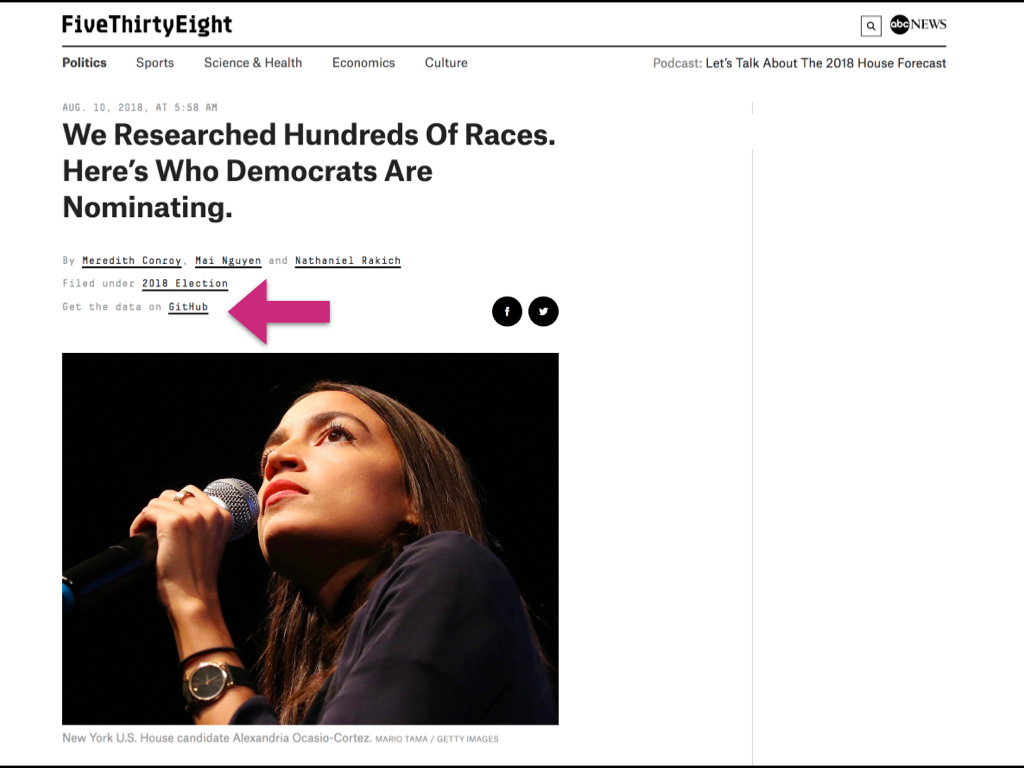 FiveThirtyEight
abc NEWS
Politics Sports Science & Health Economics Culture
Podcast: Let's Talk About The 2018 House Forecast
AUG. 10, 2018, AT 5:58 AM
We Researched Hundreds Of Races.
Here's Who Democrats Are
Nominating.
By Meredith Conroy, Mai Nguyen and Nathaniel Rakich
Filed under 2018 Election
Get the data on GitHub
New York U.S. House candidate Alexandria Ocasio-Cortez. MARIO TAMA / GETTY IMAGES